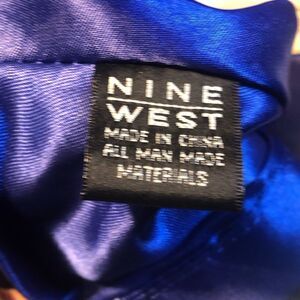 NINE
WEST
MADE IN CHINA
ALL MAN MADE
MATERIALS